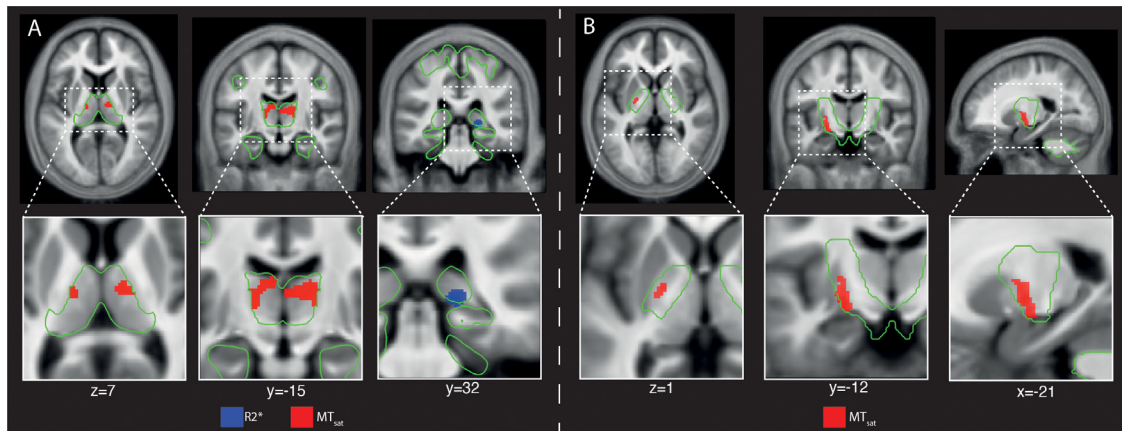 A
B
z=7
y=-15
y=32
z=1
y=-12
x=-21
R2*
MTsat
MTsat